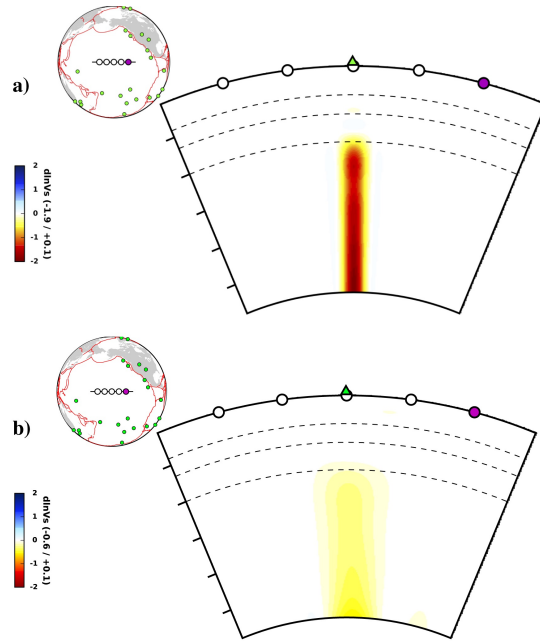 a)
2
1
0
-1
-2
dlnVs (-1.9 / +0.1)
b)
2
1
0
-1
-2
dlnVs (-0.6 / +0.1)